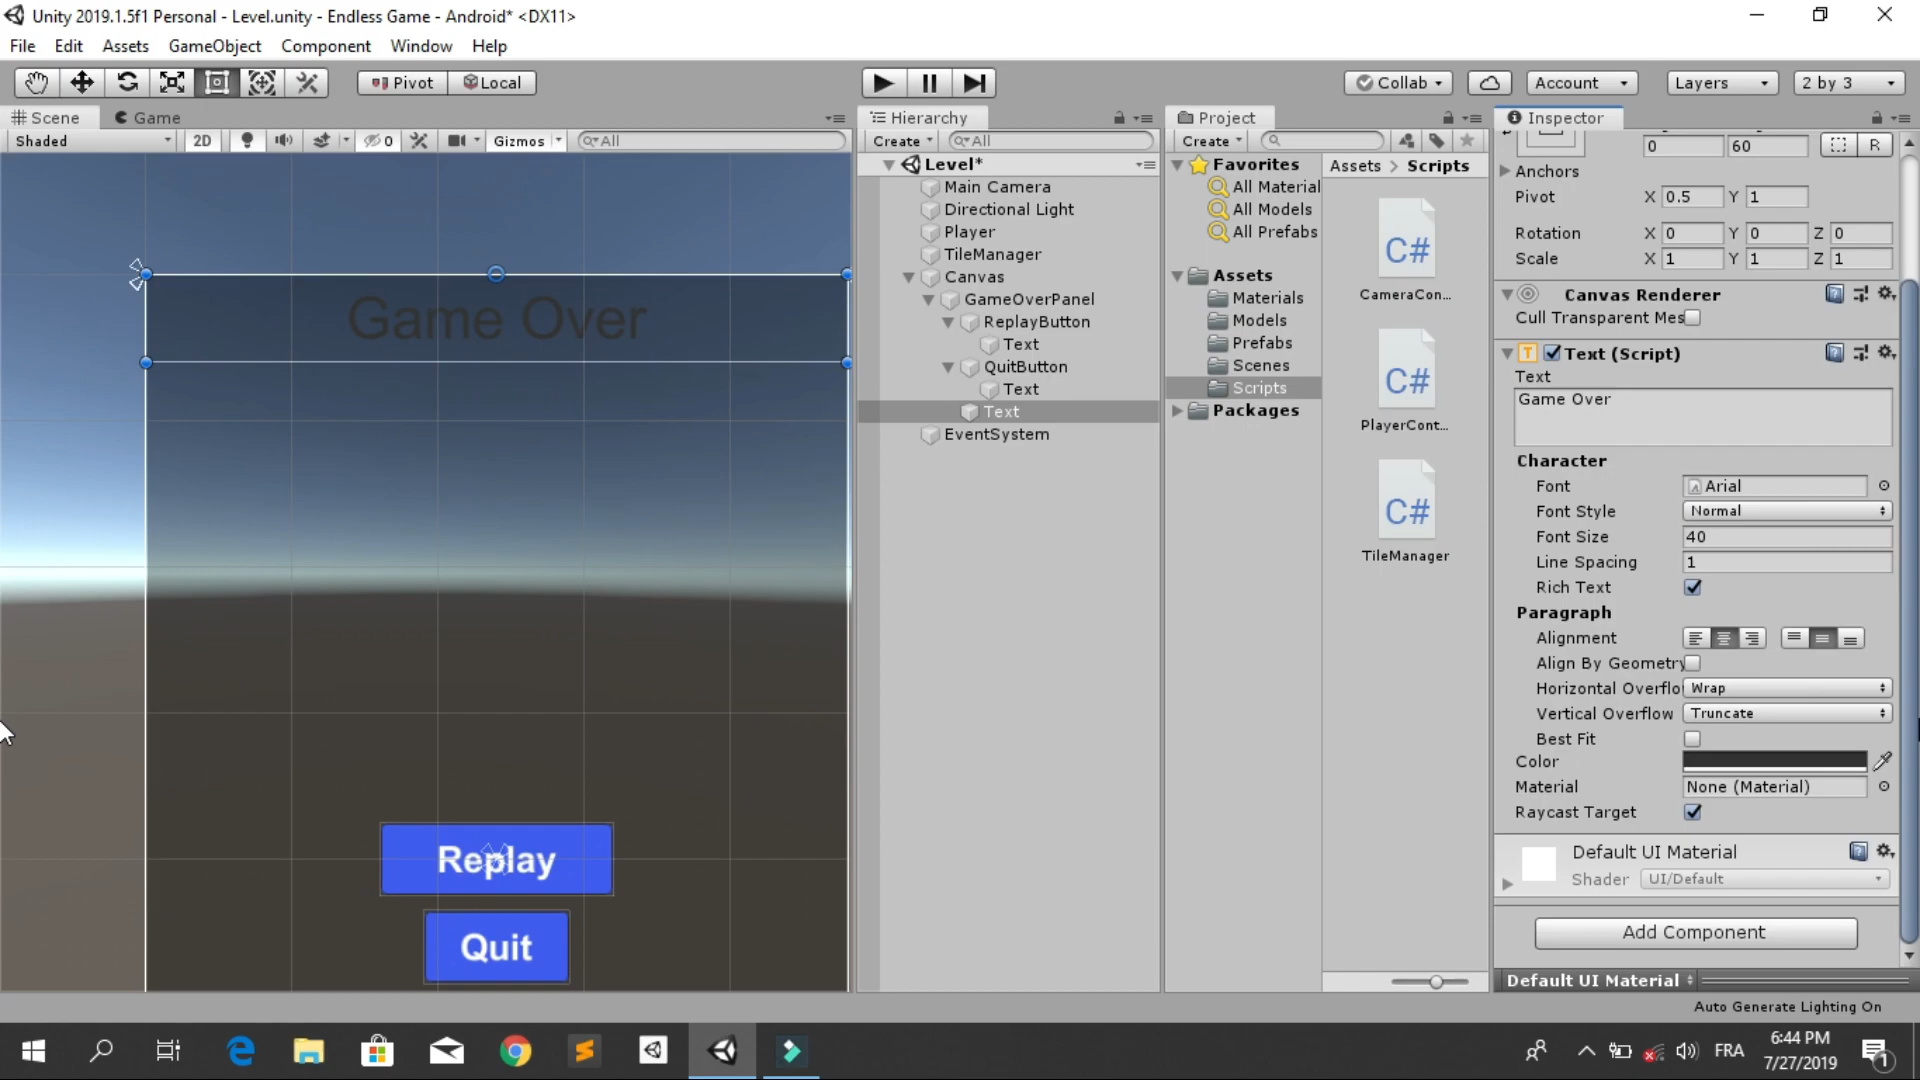 Unity 2019.1.5f1 Personal - Level.unity - Endless Game - Android* <DX11>
File Edit Assets GameObject Component Window Help
Pivot Local Collab Account Layers 2 by 3
Scene Game Hierarchy Project Inspector
Shaded 2D 0 Gizmos All Create All Create
0 60 R
Level*
Main Camera
Directional Light
Player
TileManager
Canvas
GameOverPanel
ReplayButton
Text
QuitButton
Text
Text
EventSystem
Favorites
All Material
All Models
All Prefabs
Assets
Materials
Models
Prefabs
Scenes
Scripts
Packages
Assets > Scripts
C#
CameraCon...
C#
PlayerCont...
C#
TileManager
Anchors
Pivot X 0.5 Y 1
Rotation X 0 Y 0 Z 0
Scale X 1 Y 1 Z 1
Canvas Renderer
Cull Transparent Mes
Text (Script)
Text
Game Over
Character
Font Arial
Font Style Normal
Font Size 40
Line Spacing 1
Rich Text
Paragraph
Alignment
Align By Geometry
Horizontal Overflo Wrap
Vertical Overflow Truncate
Best Fit
Color
Material None (Material)
Raycast Target
Default UI Material
Shader UI/Default
Add Component
Default UI Material
Auto Generate Lighting On
Game Over
Replay
Quit
FRA
6:44 PM
7/27/2019
1